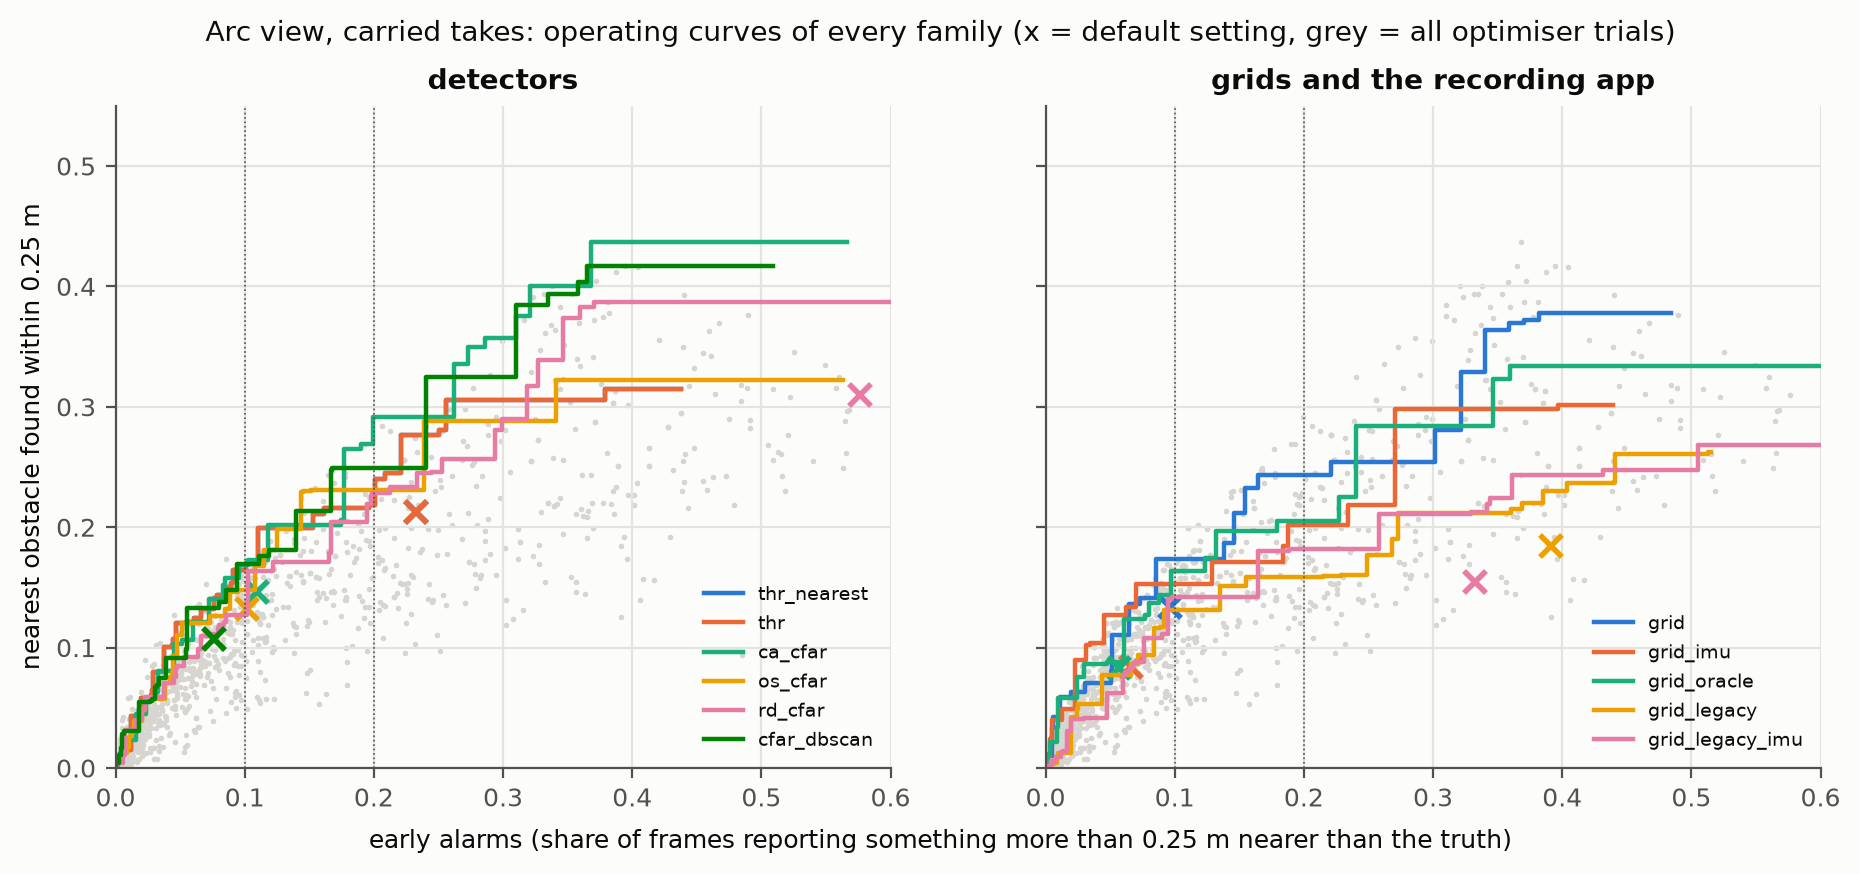 Arc view, carried takes: operating curves of every family (x = default setting, grey = all optimiser trials)
detectors
grids and the recording app
nearest obstacle found within 0.25 m
0.5
0.4
0.3
0.2
0.1
0.0
thr_nearest
thr
ca_cfar
os_cfar
rd_cfar
cfar_dbscan
grid
grid_imu
grid_oracle
grid_legacy
grid_legacy_imu
0.0 0.1 0.2 0.3 0.4 0.5 0.6
0.0 0.1 0.2 0.3 0.4 0.5 0.6
early alarms (share of frames reporting something more than 0.25 m nearer than the truth)